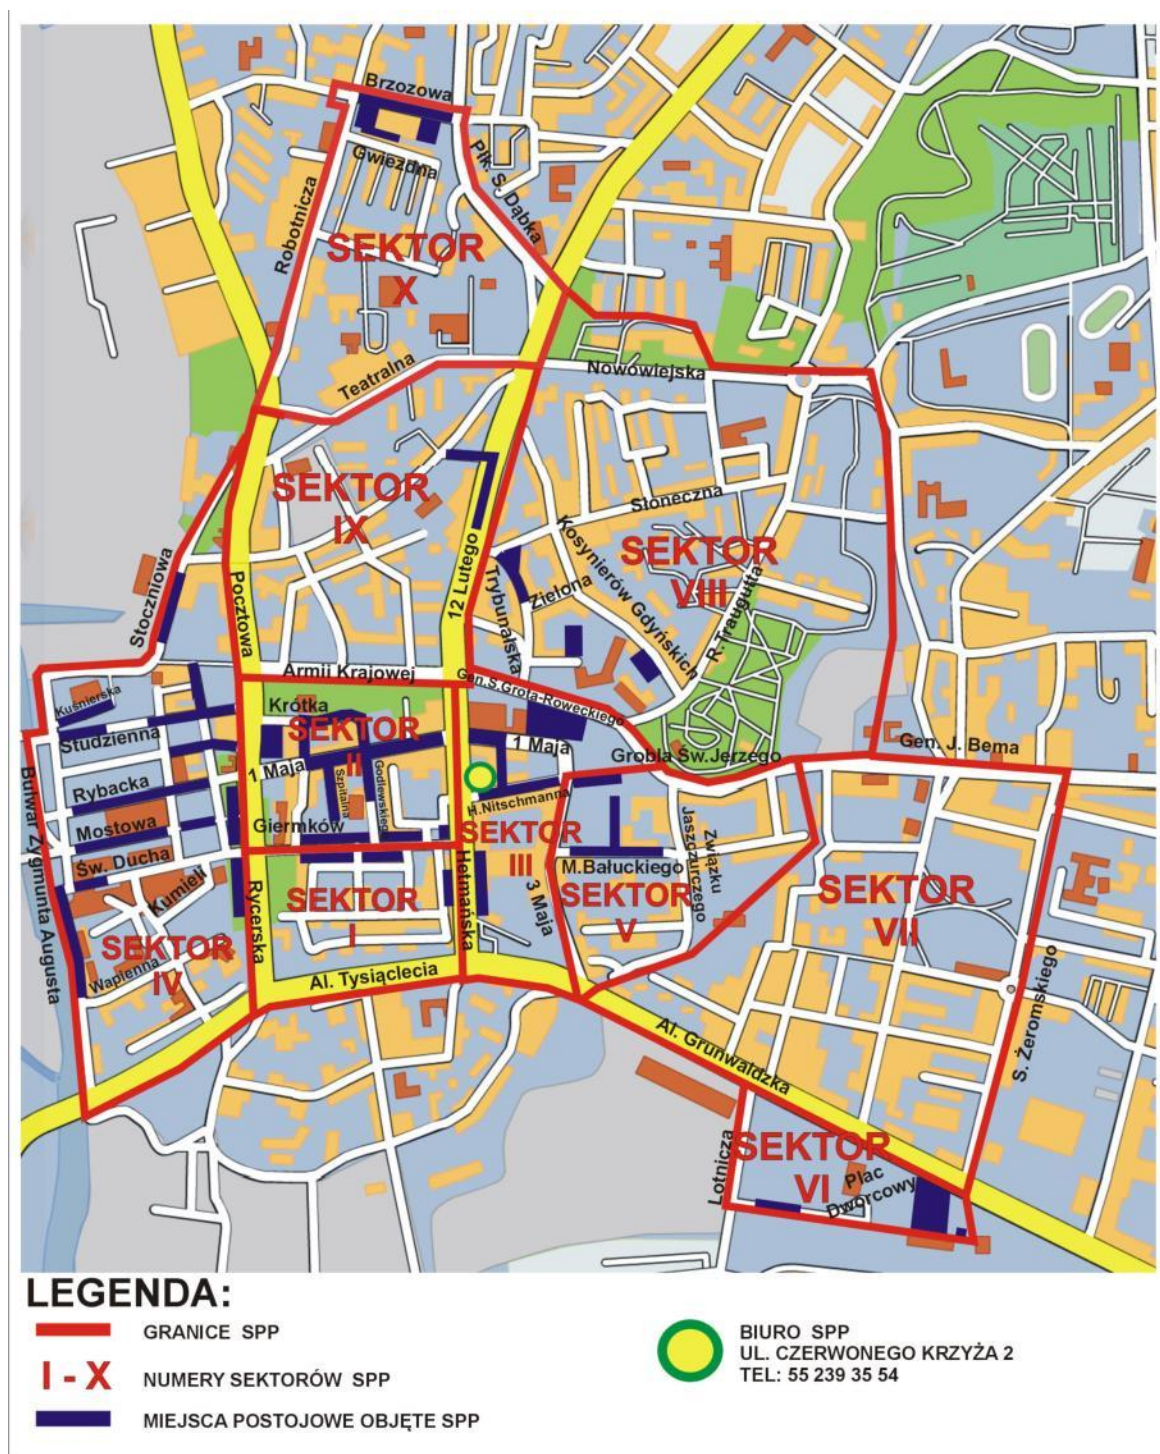 Brzozowa
Gwiezdna
Płk. S. Dąbka
Robotnicza
SEKTOR
X
Teatralna
Nowowiejska
SEKTOR
IX
Słoneczna
Kosynierów Gdyńskich
SEKTOR
VIII
Stoczniowa
Pocztowa
12 Lutego
Trybunalska
Zielona
R.Traugutta
Armii Krajowej
Gen.S.Grota-Roweckiego
Kuśnierska
Krótka
Studzienna
SEKTOR
II
1 Maja
1 Maja
Grobla Św.Jerzego
Gen. J. Bema
Bulwar Zygmunta Augusta
Rybacka
Szpitalna
Godlewskiego
H.Nitschmanna
Mostowa
Giermków
SEKTOR
III
Św. Ducha
M.Bałuckiego
Związku
Jaszczurczego
Kumieli
Rycerska
SEKTOR
I
Hetmańska
3 Maja
SEKTOR
V
SEKTOR
VII
SEKTOR
IV
Wapienna
Al. Tysiąclecia
S. Żeromskiego
Al. Grunwaldzka
Lotnicza
SEKTOR
VI
Plac
Dworcowy
LEGENDA:
GRANICE SPP
I - X NUMERY SEKTORÓW SPP
MIEJSCA POSTOJOWE OBJĘTE SPP
BIURO SPP
UL. CZERWONEGO KRZYŻA 2
TEL: 55 239 35 54